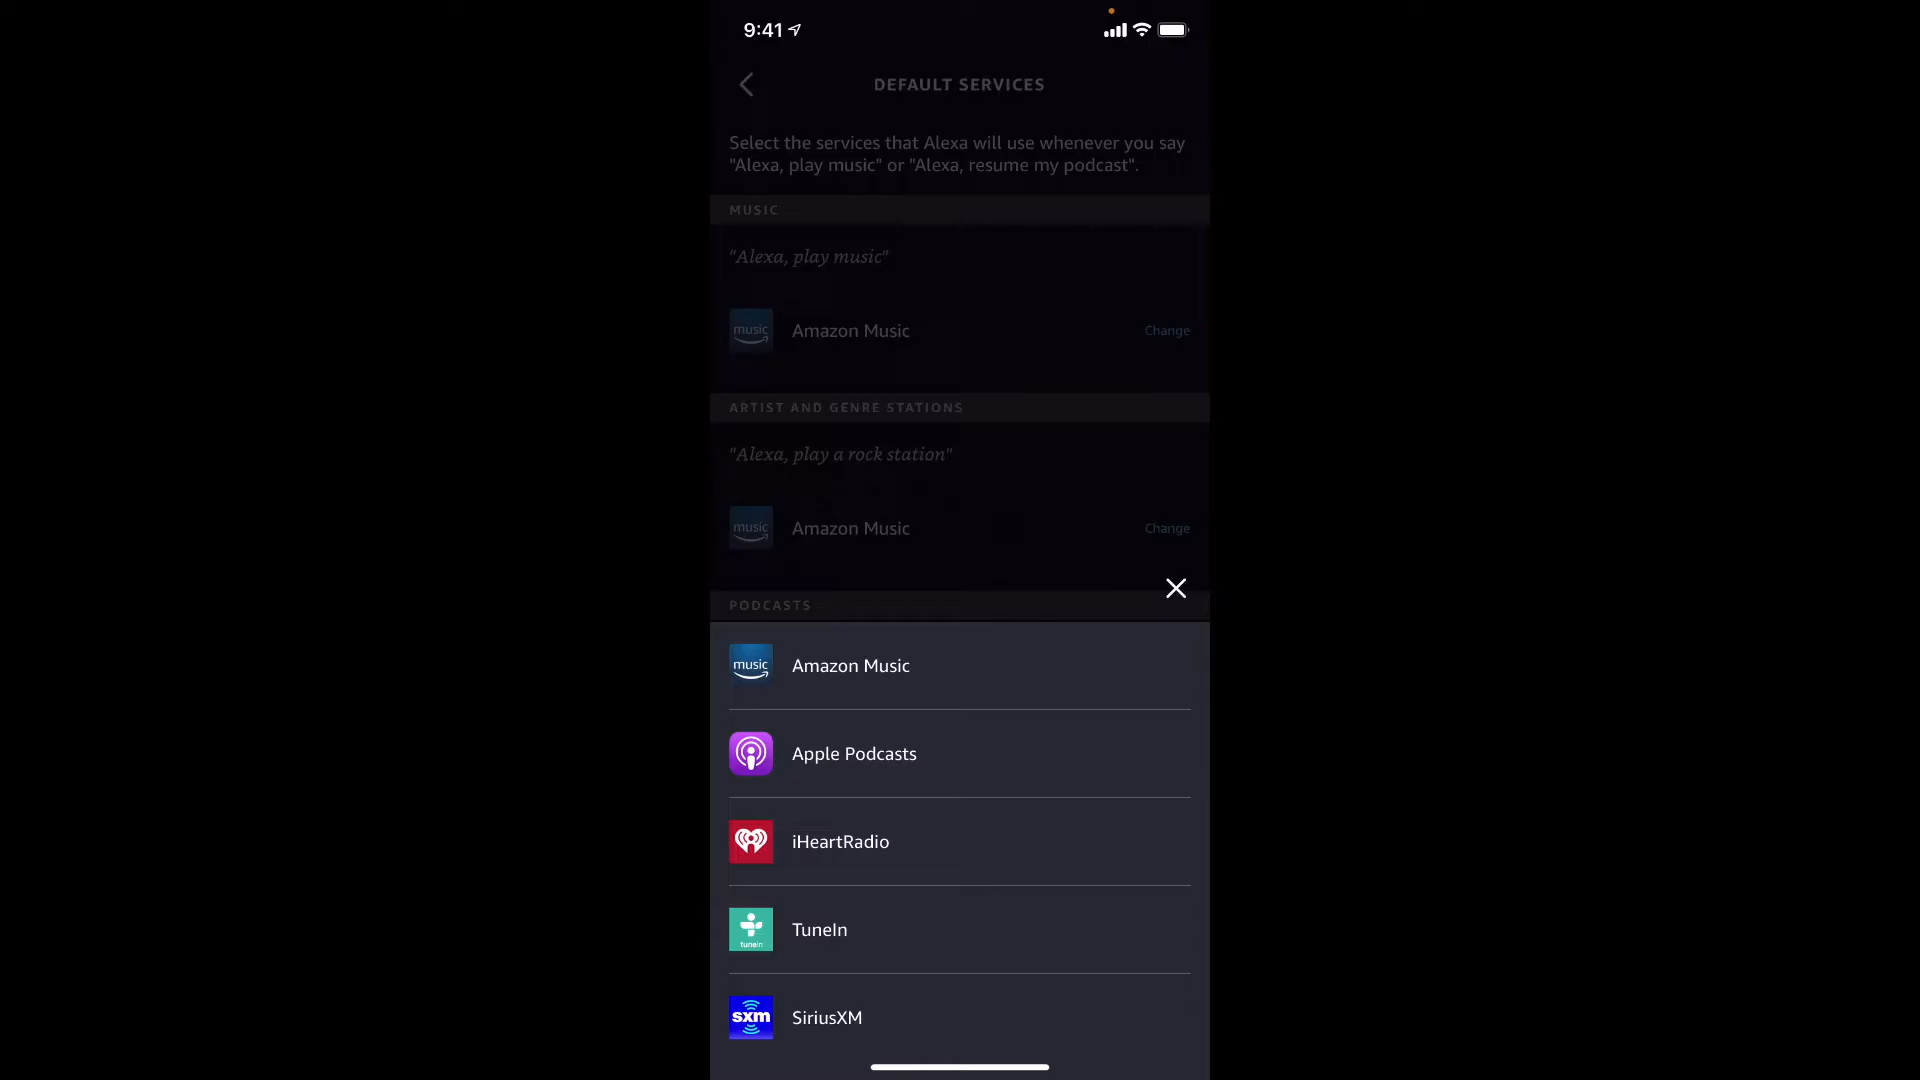 9:41
DEFAULT SERVICES
Select the services that Alexa will use whenever you say
"Alexa, play music" or "Alexa, resume my podcast".
MUSIC
"Alexa, play music"
music
Amazon Music
Change
ARTIST AND GENRE STATIONS
"Alexa, play a rock station"
music
Amazon Music
Change
PODCASTS
music
Amazon Music
Apple Podcasts
iHeartRadio
tunein
TuneIn
sxm
SiriusXM